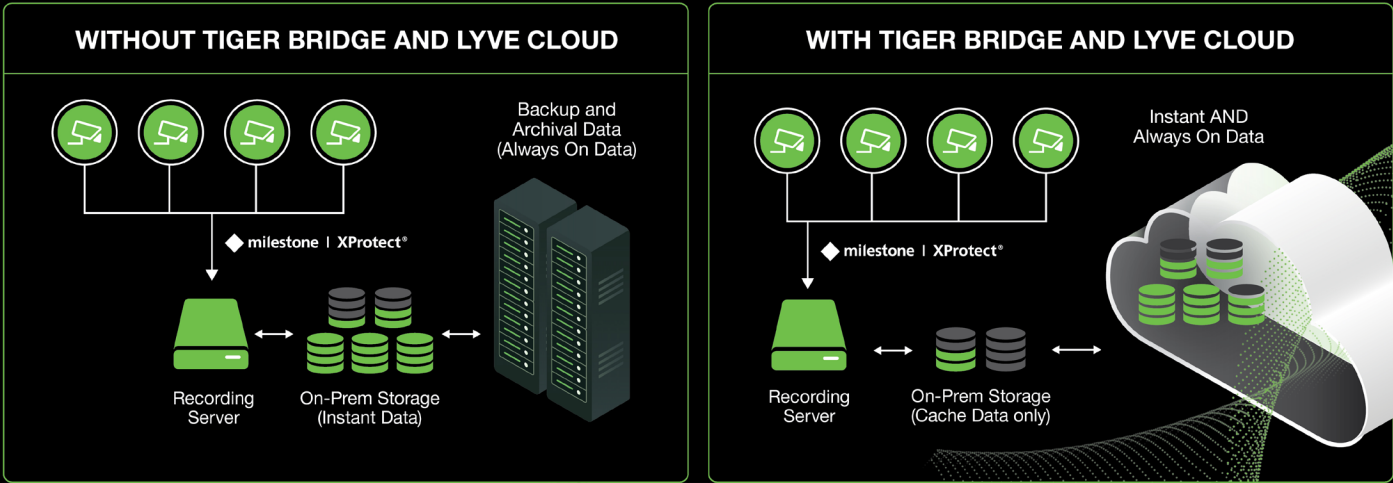 WITHOUT TIGER BRIDGE AND LYVE CLOUD
Backup and
Archival Data
(Always On Data)
milestone | XProtect®
Recording
Server
On-Prem Storage
(Instant Data)
WITH TIGER BRIDGE AND LYVE CLOUD
Instant AND
Always On Data
milestone | XProtect®
Recording
Server
On-Prem Storage
(Cache Data only)